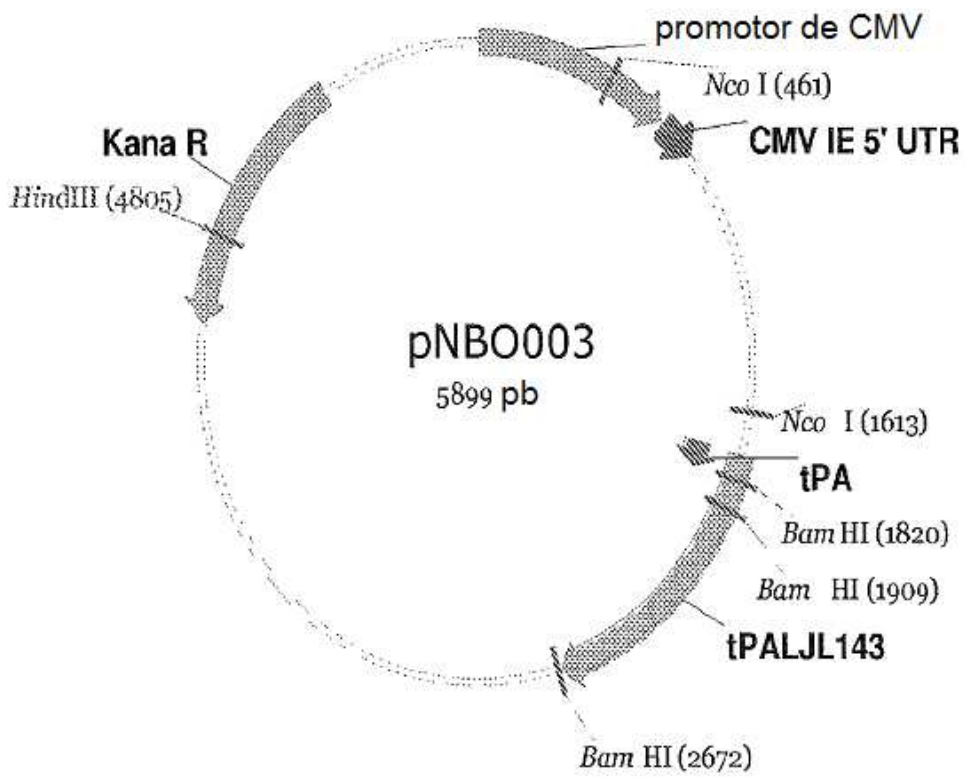 promotor de CMV
Nco I (461)
Kana R
CMV IE 5' UTR
HindIII (4805)
pNBO003
5899 pb
Nco I (1613)
tPA
Bam HI (1820)
Bam HI (1909)
tPALJL143
Bam HI (2672)